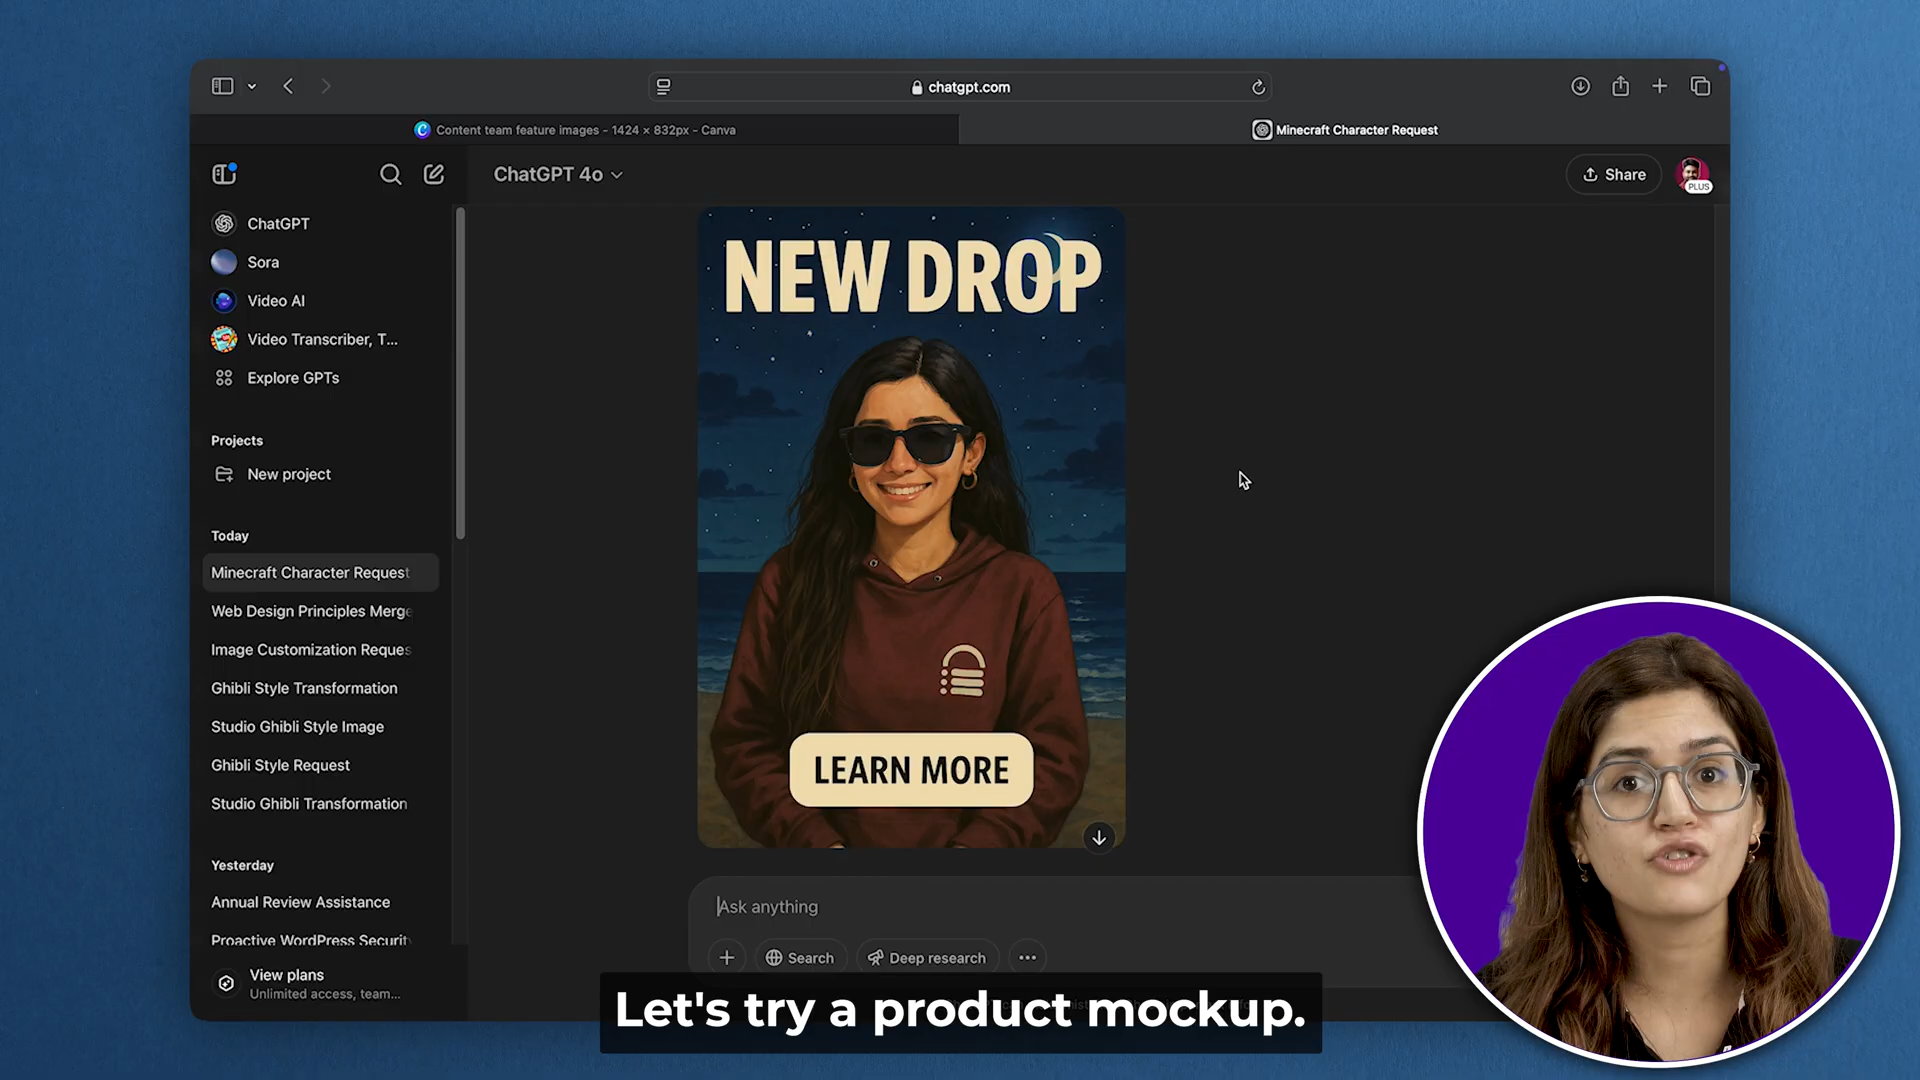 chatgpt.com
Content team feature images - 1424 × 832px - Canva
Minecraft Character Request
ChatGPT 4o
Share
PLUS
ChatGPT
Sora
Video AI
Video Transcriber, T...
Explore GPTs
Projects
New project
Today
Minecraft Character Request
Web Design Principles Merge
Image Customization Reques
Ghibli Style Transformation
Studio Ghibli Style Image
Ghibli Style Request
Studio Ghibli Transformation
Yesterday
Annual Review Assistance
Proactive WordPress Securit
View plans
Unlimited access, team...
NEW DROP
LEARN MORE
Ask anything
Search
Deep research
Let's try a product mockup.